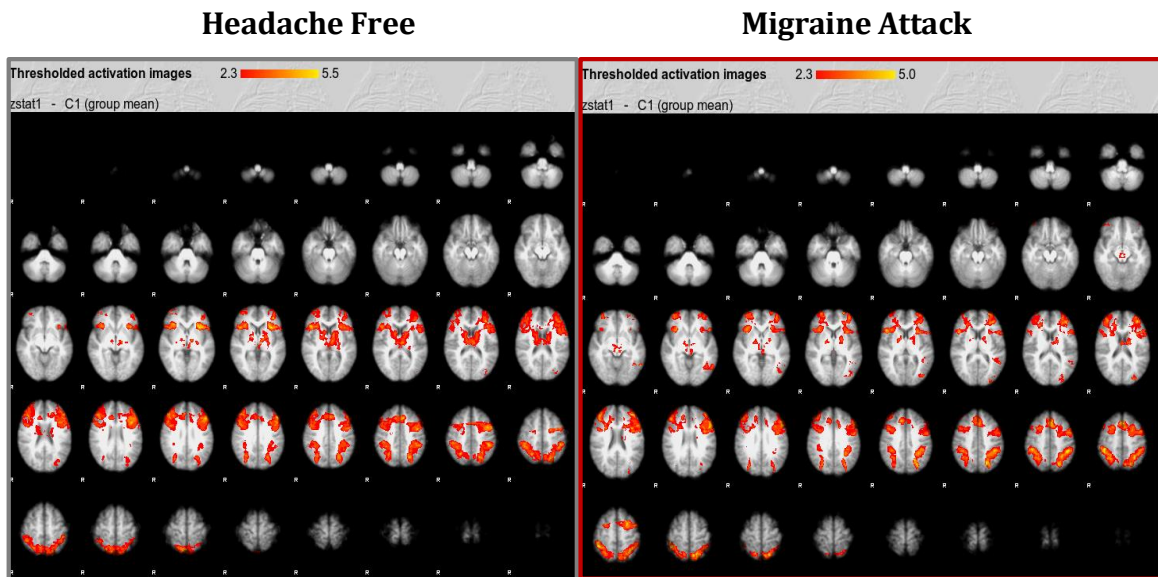 Headache Free
Migraine Attack
Thresholded activation images 2.3 5.5
zstat1 - C1 (group mean)
Thresholded activation images 2.3 5.0
zstat1 - C1 (group mean)
R R R R R R R R
R R R R R R R R
R R R R R R R R
R R R R R R R R
R R R R R R R R
R R R R R R R R
R R R R R R R R
R R R R R R R R